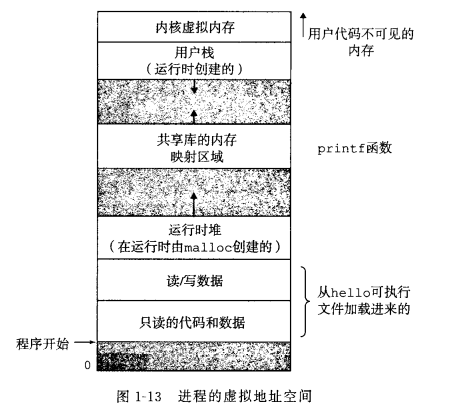 内核虚拟内存
用户代码不可见的
内存
用户栈
(运行时创建的)
共享库的内存
映射区域
printf函数
运行时堆
(在运行时由malloc创建的)
读/写数据
从hello可执行
文件加载进来的
只读的代码和数据
程序开始
0
图 1-13 进程的虚拟地址空间